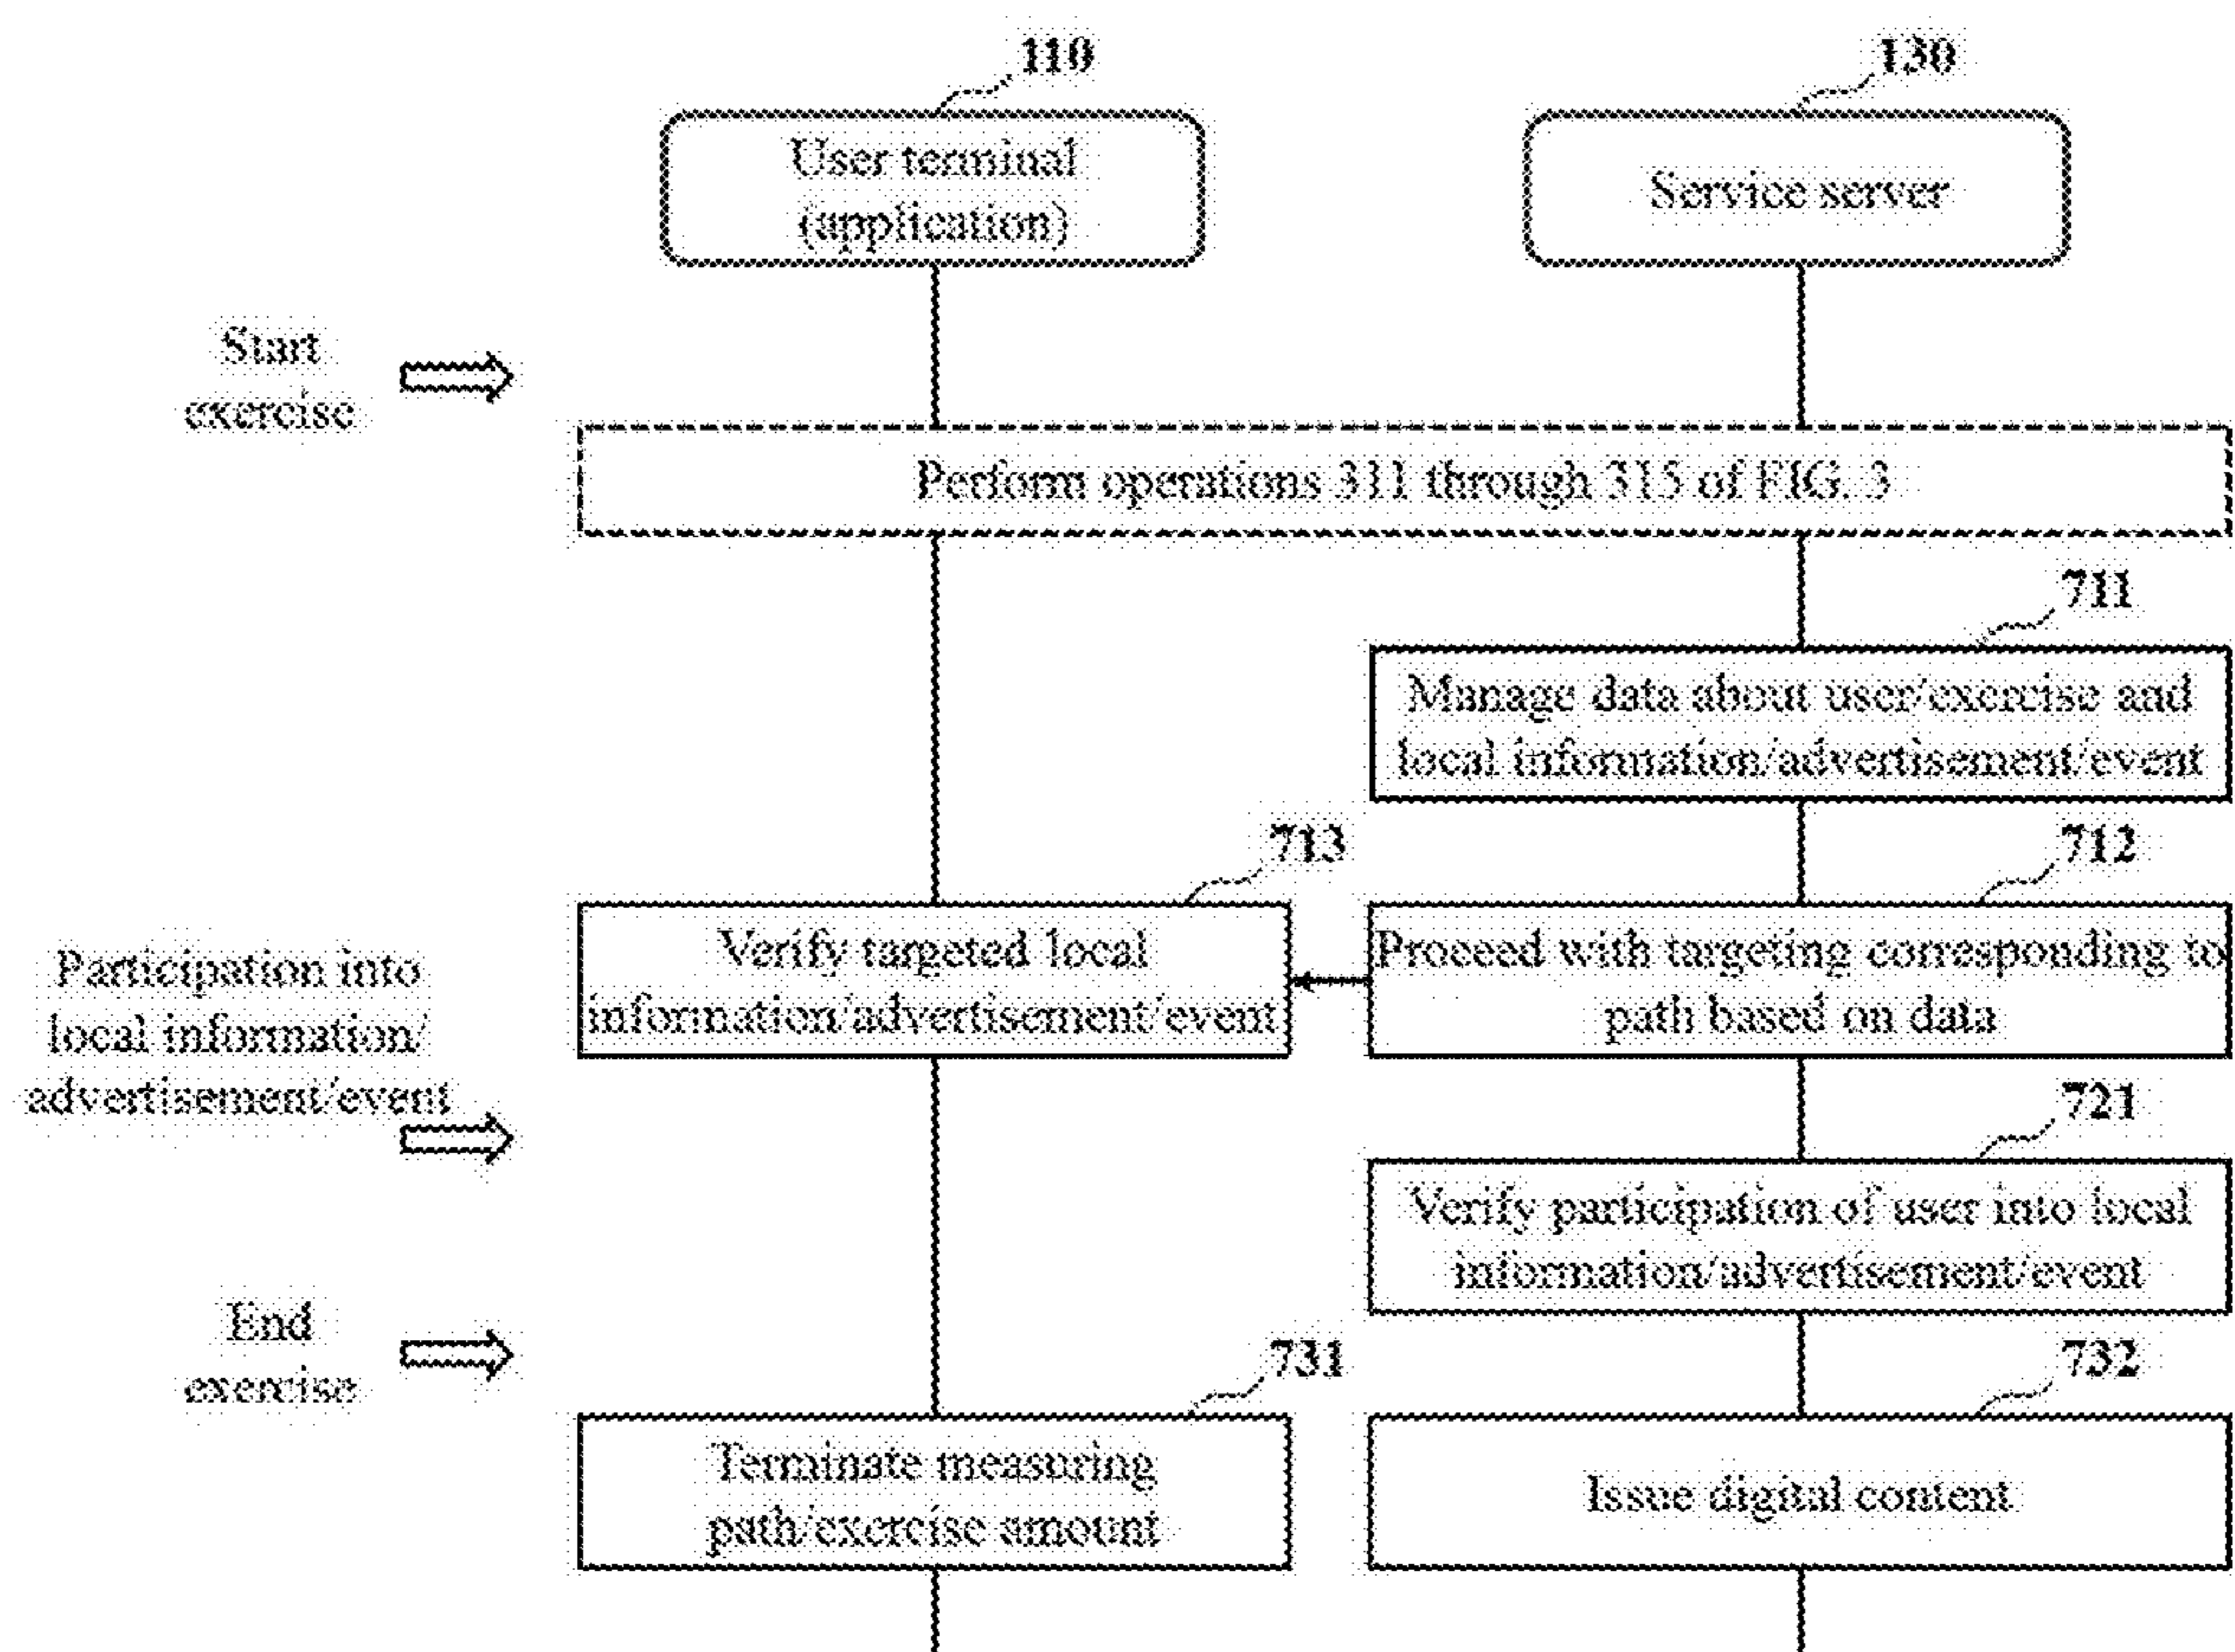 110
130
User terminal
(application)
Service server
Start
exercise
Perform operations 311 through 315 of FIG. 3
711
Manage data about user/exercise and
local information/advertisement/event
713
712
Verify targeted local
information/advertisement/event
Proceed with targeting corresponding to
path based on data
Participation into
local information/
advertisement/event
721
Verify participation of user into local
information/advertisement/event
End
exercise
731
732
Terminate measuring
path/exercise amount
Issue digital content